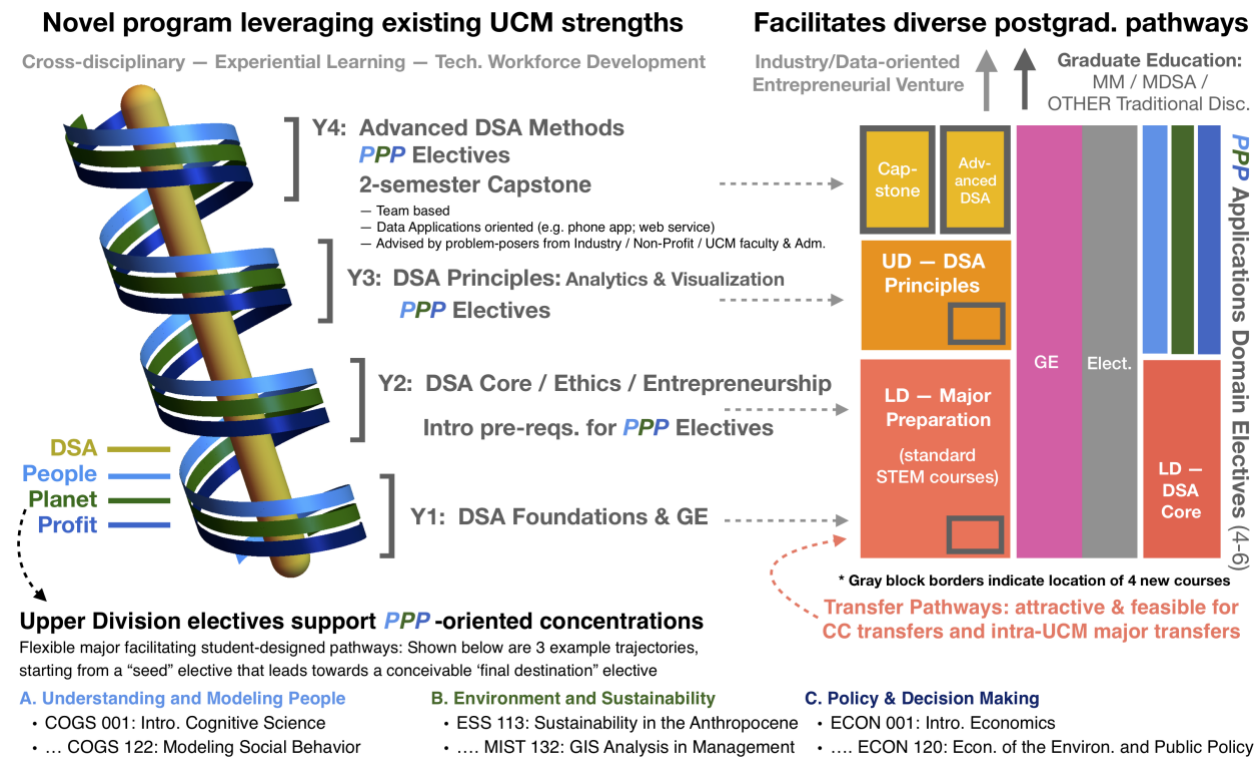 Novel program leveraging existing UCM strengths
Cross-disciplinary — Experiential Learning — Tech. Workforce Development
Y4: Advanced DSA Methods
PPP Electives
2-semester Capstone
— Team based
— Data Applications oriented (e.g. phone app; web service)
— Advised by problem-posers from Industry / Non-Profit / UCM faculty & Adm.
Y3: DSA Principles: Analytics & Visualization
PPP Electives
Y2: DSA Core / Ethics / Entrepreneurship
Intro pre-reqs. for PPP Electives
Y1: DSA Foundations & GE
DSA
People
Planet
Profit
Facilitates diverse postgrad. pathways
Industry/Data-oriented
Entrepreneurial Venture
Graduate Education:
MM / MDSA /
OTHER Traditional Disc.
Cap-
stone
Adv-
anced
DSA
UD — DSA
Principles
LD — Major
Preparation
(standard
STEM courses)
GE
Elect.
LD —
DSA
Core
PPP Applications Domain Electives (4-6)
* Gray block borders indicate location of 4 new courses
Transfer Pathways: attractive & feasible for
CC transfers and intra-UCM major transfers
Upper Division electives support PPP -oriented concentrations
Flexible major facilitating student-designed pathways: Shown below are 3 example trajectories,
starting from a “seed” elective that leads towards a conceivable ‘final destination” elective
A. Understanding and Modeling People
• COGS 001: Intro. Cognitive Science
• … COGS 122: Modeling Social Behavior
B. Environment and Sustainability
• ESS 113: Sustainability in the Anthropocene
• …. MIST 132: GIS Analysis in Management
C. Policy & Decision Making
• ECON 001: Intro. Economics
• …. ECON 120: Econ. of the Environ. and Public Policy